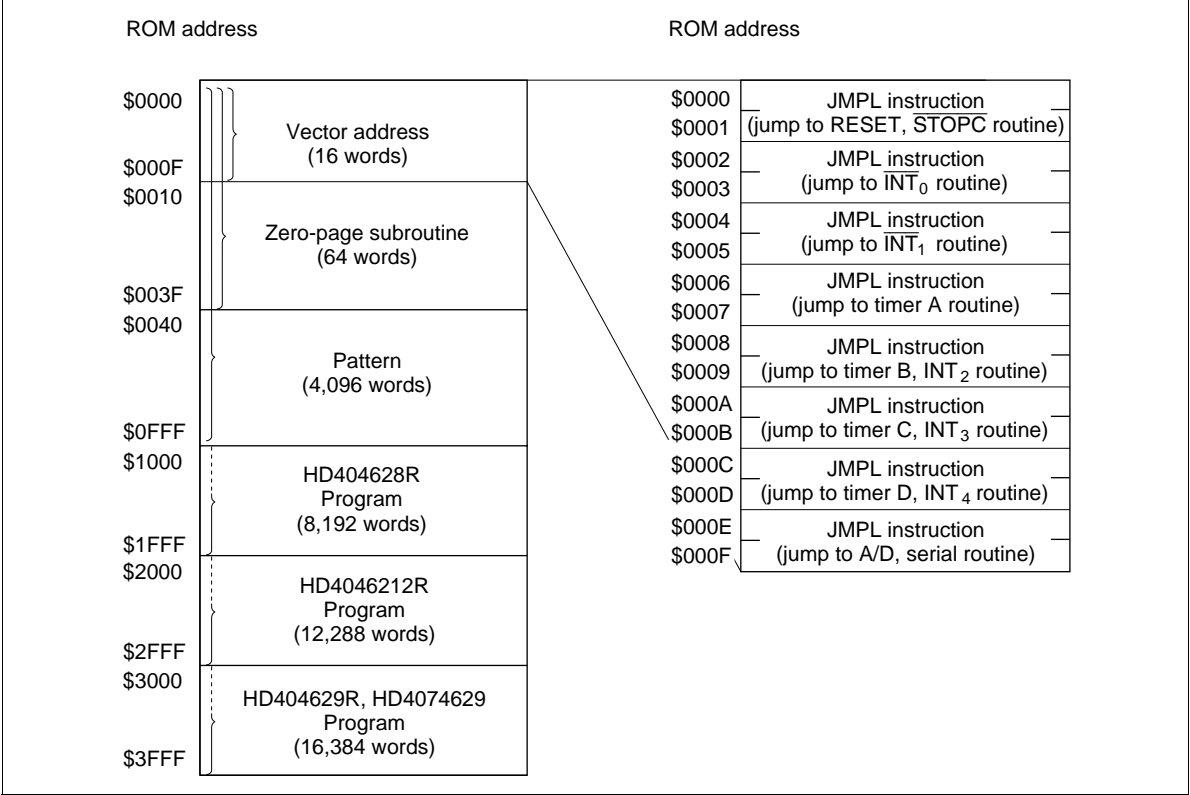 ROM address
$0000
$000F
$0010
$003F
$0040
$0FFF
$1000
$1FFF
$2000
$2FFF
$3000
$3FFF
Vector address
(16 words)
Zero-page subroutine
(64 words)
Pattern
(4,096 words)
HD404628R
Program
(8,192 words)
HD4046212R
Program
(12,288 words)
HD404629R, HD4074629
Program
(16,384 words)
ROM address
$0000
$0001
$0002
$0003
$0004
$0005
$0006
$0007
$0008
$0009
$000A
$000B
$000C
$000D
$000E
$000F
JMPL instruction
(jump to RESET, S̅T̅O̅P̅C̅ routine)
JMPL instruction
(jump to I̅N̅T̅₀ routine)
JMPL instruction
(jump to I̅N̅T̅₁ routine)
JMPL instruction
(jump to timer A routine)
JMPL instruction
(jump to timer B, INT₂ routine)
JMPL instruction
(jump to timer C, INT₃ routine)
JMPL instruction
(jump to timer D, INT₄ routine)
JMPL instruction
(jump to A/D, serial routine)